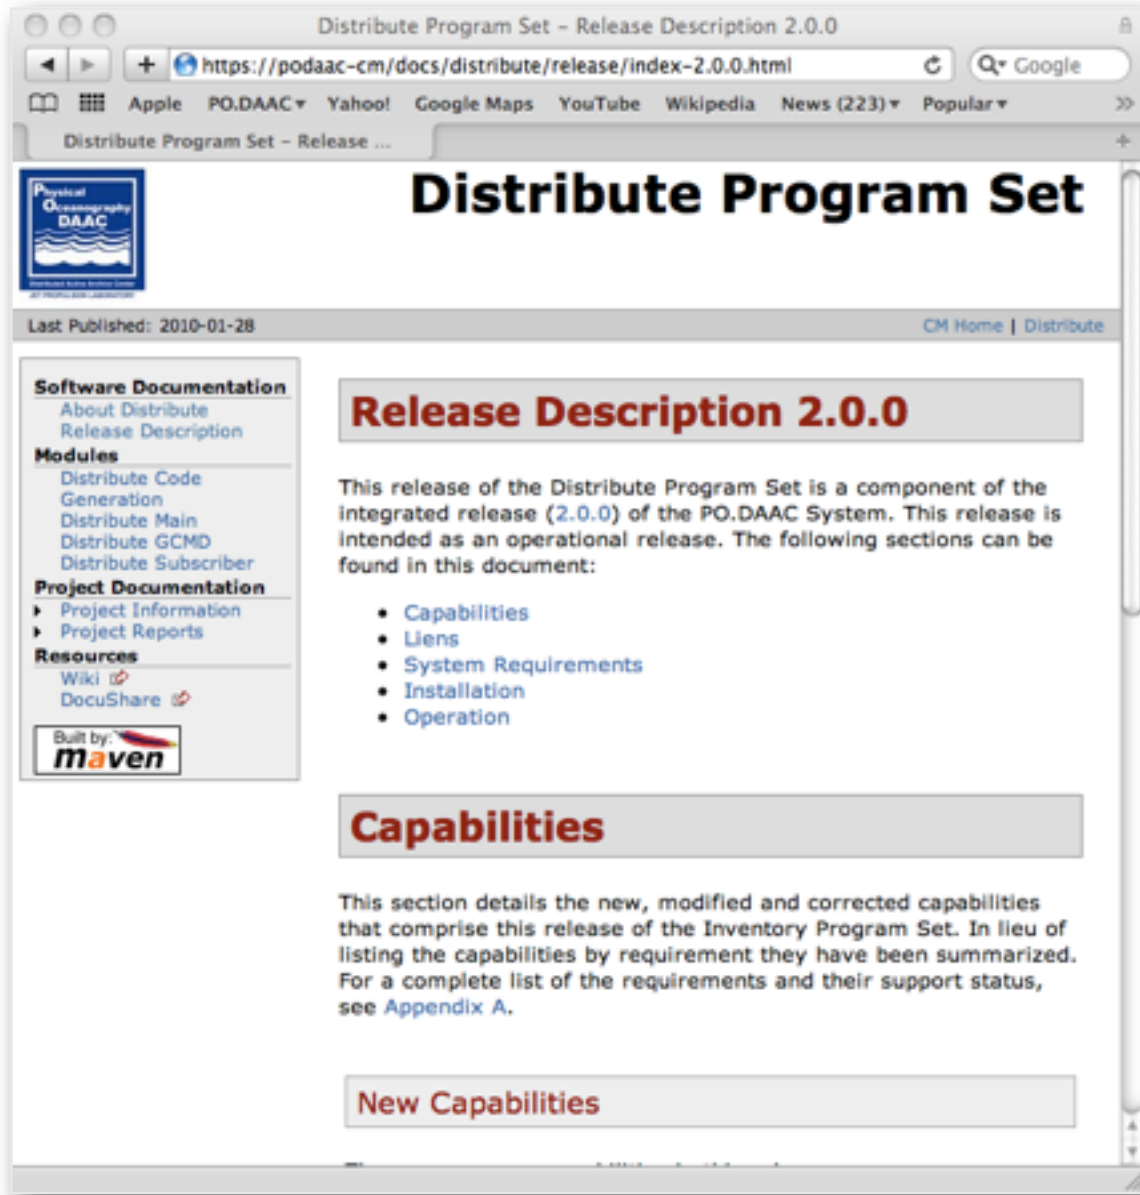 Distribute Program Set – Release Description 2.0.0
https://podaac-cm/docs/distribute/release/index-2.0.0.html
Google
Apple PO.DAAC Yahoo! Google Maps YouTube Wikipedia News (223) Popular
Distribute Program Set – Release ...
Physical
Oceanography
DAAC
Distribute Program Set
Last Published: 2010-01-28
CM Home | Distribute
Software Documentation
About Distribute
Release Description
Modules
Distribute Code
Generation
Distribute Main
Distribute GCMD
Distribute Subscriber
Project Documentation
Project Information
Project Reports
Resources
Wiki
DocuShare
Built by:
maven
Release Description 2.0.0
This release of the Distribute Program Set is a component of the
integrated release (2.0.0) of the PO.DAAC System. This release is
intended as an operational release. The following sections can be
found in this document:
• Capabilities
• Liens
• System Requirements
• Installation
• Operation
Capabilities
This section details the new, modified and corrected capabilities
that comprise this release of the Inventory Program Set. In lieu of
listing the capabilities by requirement they have been summarized.
For a complete list of the requirements and their support status,
see Appendix A.
New Capabilities